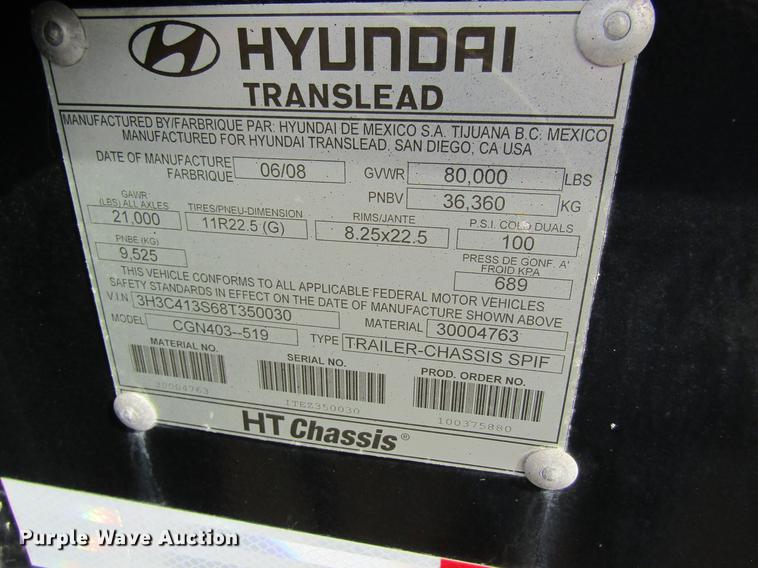 HYUNDAI
TRANSLEAD
MANUFACTURED BY/FARBRIQUE PAR: HYUNDAI DE MEXICO S.A. TIJUANA B.C. MEXICO
MANUFACTURED FOR HYUNDAI TRANSLEAD, SAN DIEGO, CA USA
DATE OF MANUFACTURE 06/08 GVWR 80,000 LBS
FARBRIQUE PNBV 36,360 KG
GAWR
(LBS) ALL AXLES TIRES/PNEU-DIMENSION RIMS/JANTE P.S.I. COLD DUALS
21,000 11R22.5 (G) 8.25x22.5 100
PNBE (KG) PRESS DE GONF. A'
9,525 FROID KPA
689
THIS VEHICLE CONFORMS TO ALL APPLICABLE FEDERAL MOTOR VEHICLES
SAFETY STANDARDS IN EFFECT ON THE DATE OF MANUFACTURE SHOWN ABOVE
V.I.N 3H3C413S68T350030 MATERIAL 30004763
MODEL CGN403--519 TYPE TRAILER-CHASSIS SPIF
MATERIAL NO. SERIAL NO. PROD. ORDER NO.
30004763 ITEZ350030 100375880
HT Chassis®
Purple Wave Auction